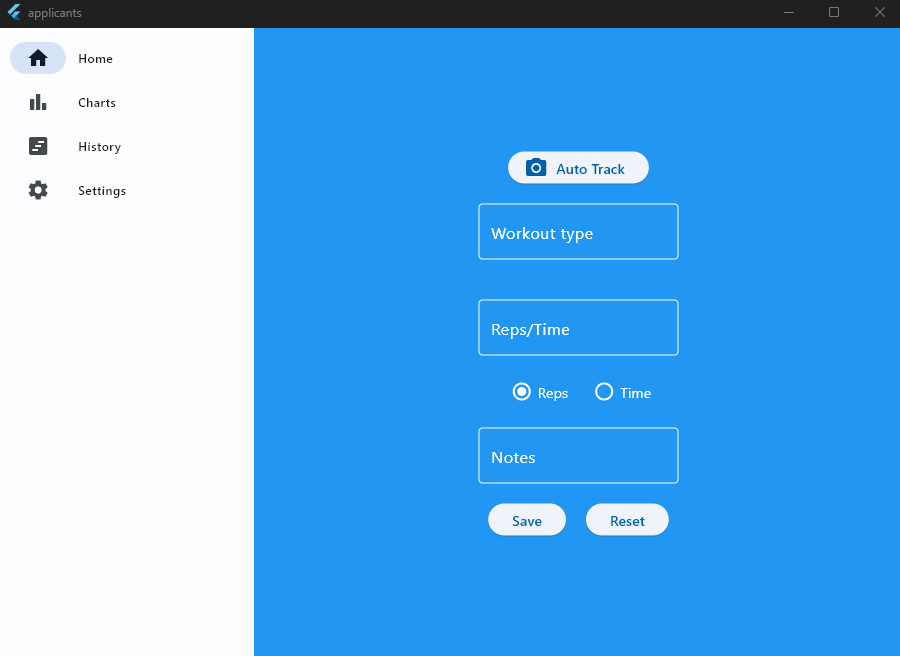 applicants
Home
Charts
History
Settings
Auto Track
Workout type
Reps/Time
Reps
Time
Notes
Save
Reset